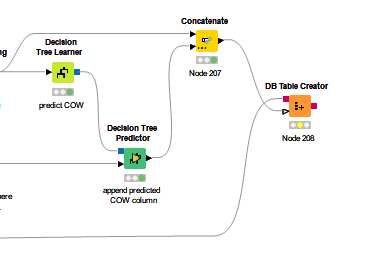 Concatenate
Node 207
ng
Decision
Tree Learner
predict COW
DB Table Creator
Node 208
Decision Tree
Predictor
append predicted
COW column
ere